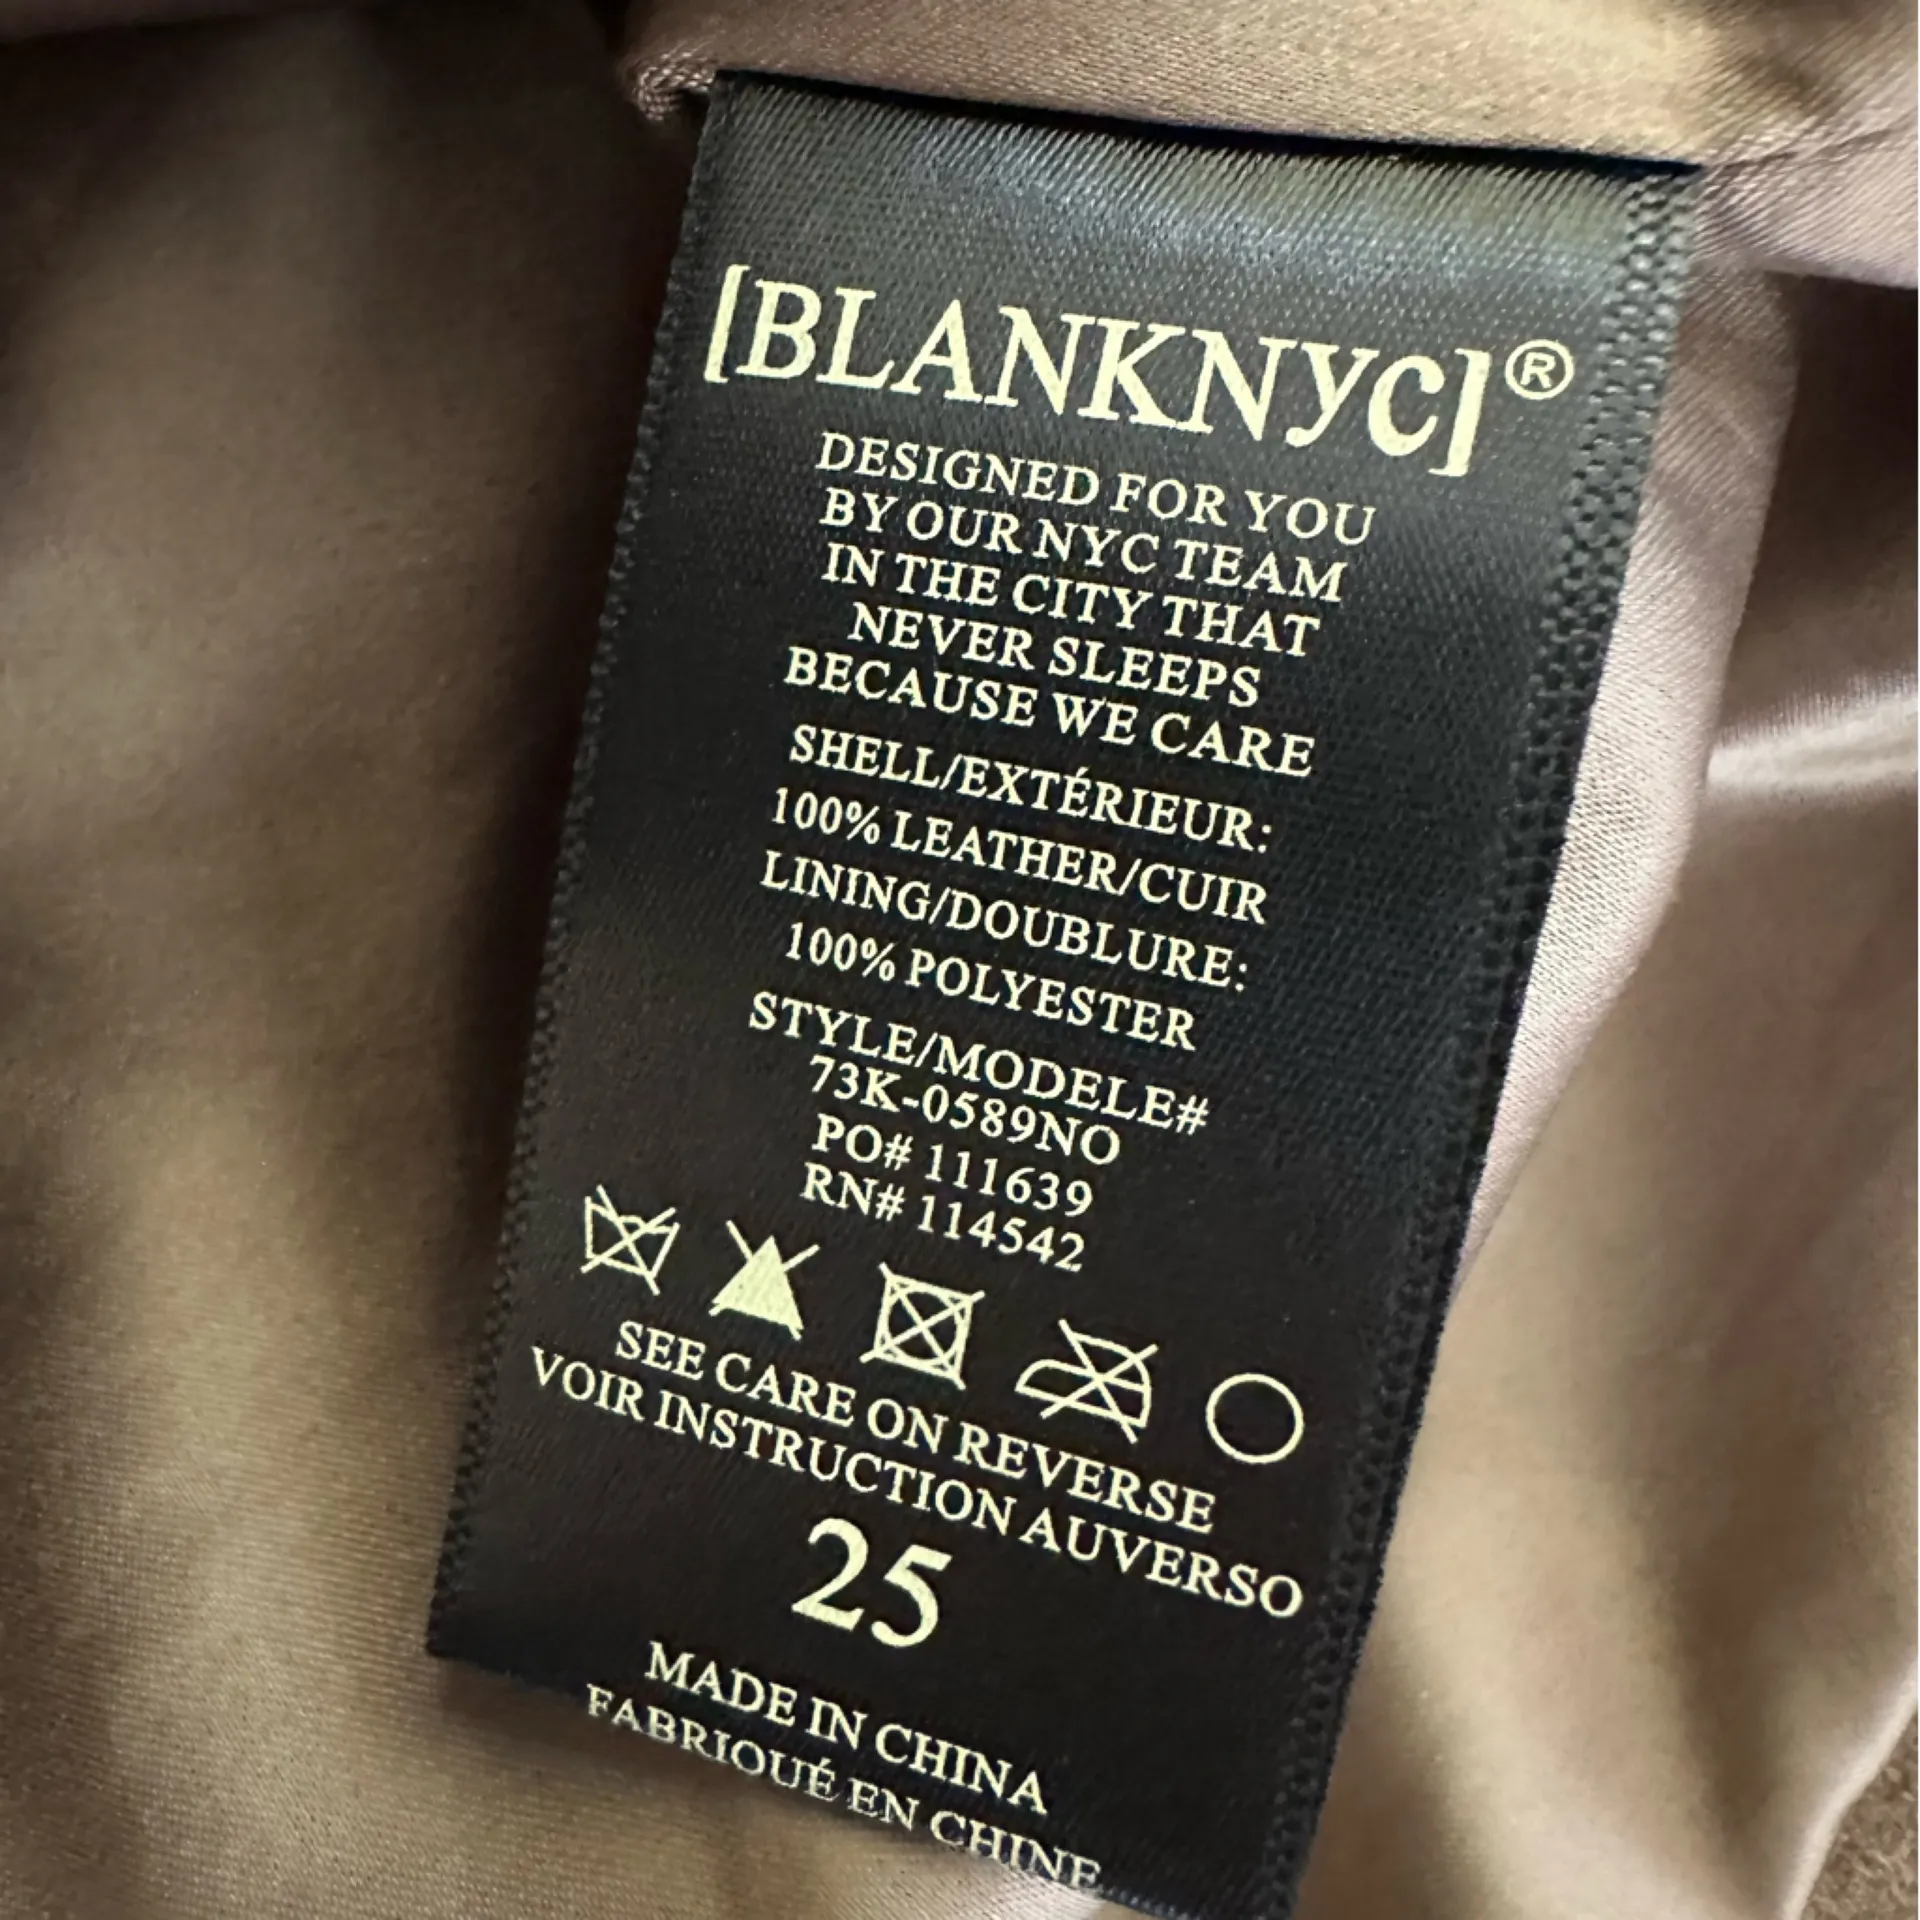 [BLANKNYC]®
DESIGNED FOR YOU
BY OUR NYC TEAM
IN THE CITY THAT
NEVER SLEEPS
BECAUSE WE CARE
SHELL/EXTÉRIEUR:
100% LEATHER/CUIR
LINING/DOUBLURE:
100% POLYESTER
STYLE/MODELE#
73K-0589NO
PO# 111639
RN# 114542
SEE CARE ON REVERSE
VOIR INSTRUCTION AUVERSO
25
MADE IN CHINA
FABRIQUÉ EN CHINE